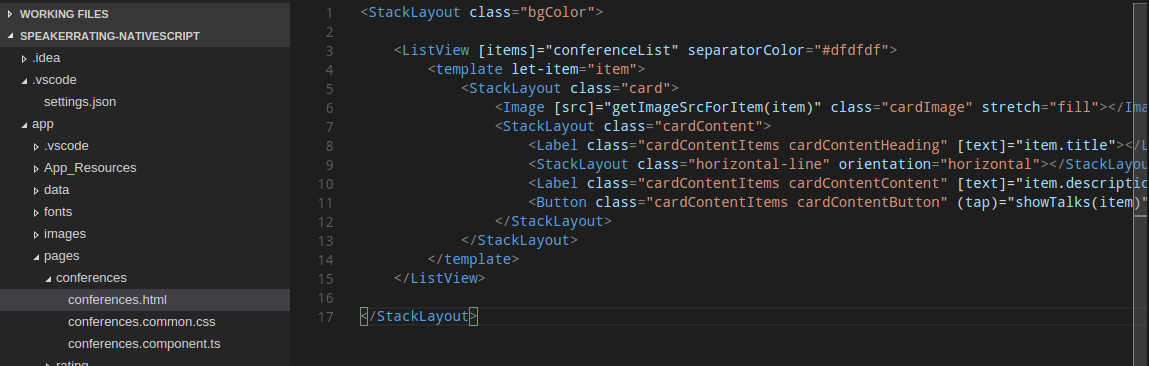 WORKING FILES
SPEAKERRATING-NATIVESCRIPT
.idea
.vscode
settings.json
app
.vscode
App_Resources
data
fonts
images
pages
conferences
conferences.html
conferences.common.css
conferences.component.ts
rating
1 <StackLayout class="bgColor">
2
3 <ListView [items]="conferenceList" separatorColor="#dfdfdf">
4 <template let-item="item">
5 <StackLayout class="card">
6 <Image [src]="getImageSrcForItem(item)" class="cardImage" stretch="fill"></Ima
7 <StackLayout class="cardContent">
8 <Label class="cardContentItems cardContentHeading" [text]="item.title"></L
9 <StackLayout class="horizontal-line" orientation="horizontal"></StackLayou
10 <Label class="cardContentItems cardContentContent" [text]="item.descriptio
11 <Button class="cardContentItems cardContentButton" (tap)="showTalks(item)"
12 </StackLayout>
13 </StackLayout>
14 </template>
15 </ListView>
16
17 </StackLayout>